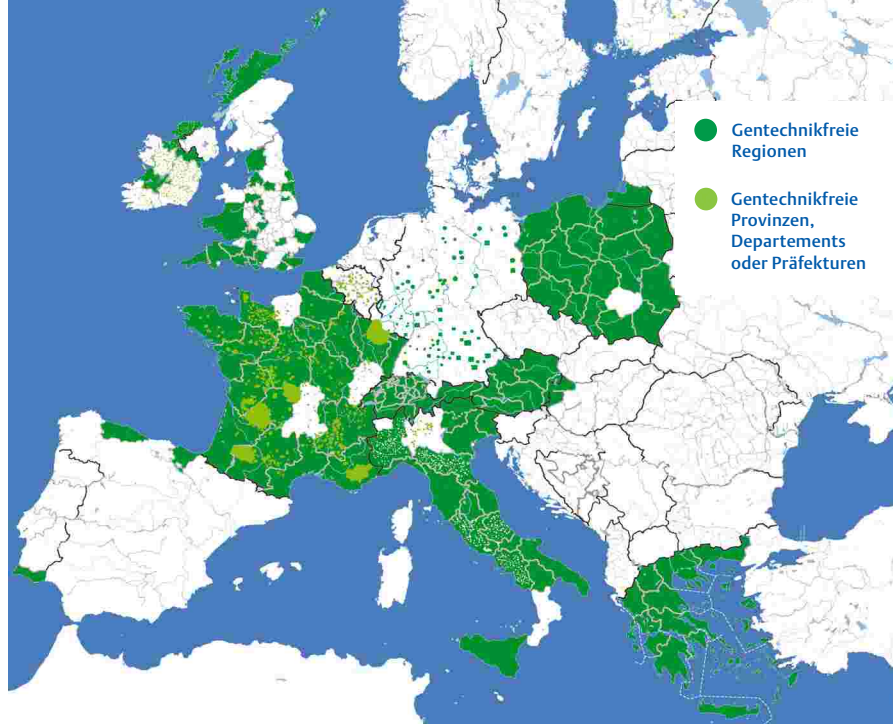 Gentechnikfreie
Regionen
Gentechnikfreie
Provinzen,
Departements
oder Präfekturen